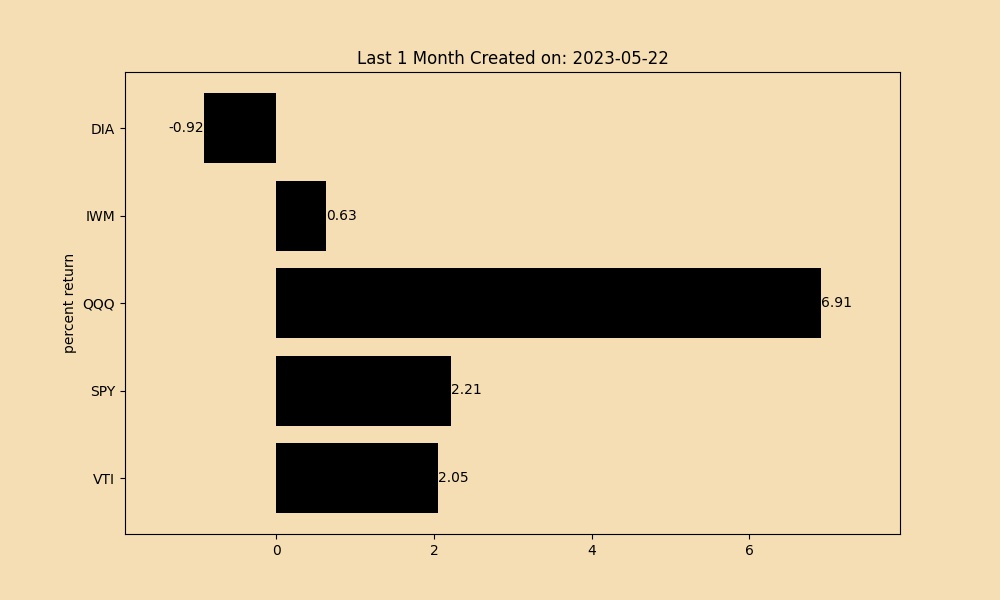 Last 1 Month Created on: 2023-05-22
DIA
-0.92
IWM
0.63
percent return
QQQ
6.91
SPY
2.21
VTI
2.05
0 2 4 6